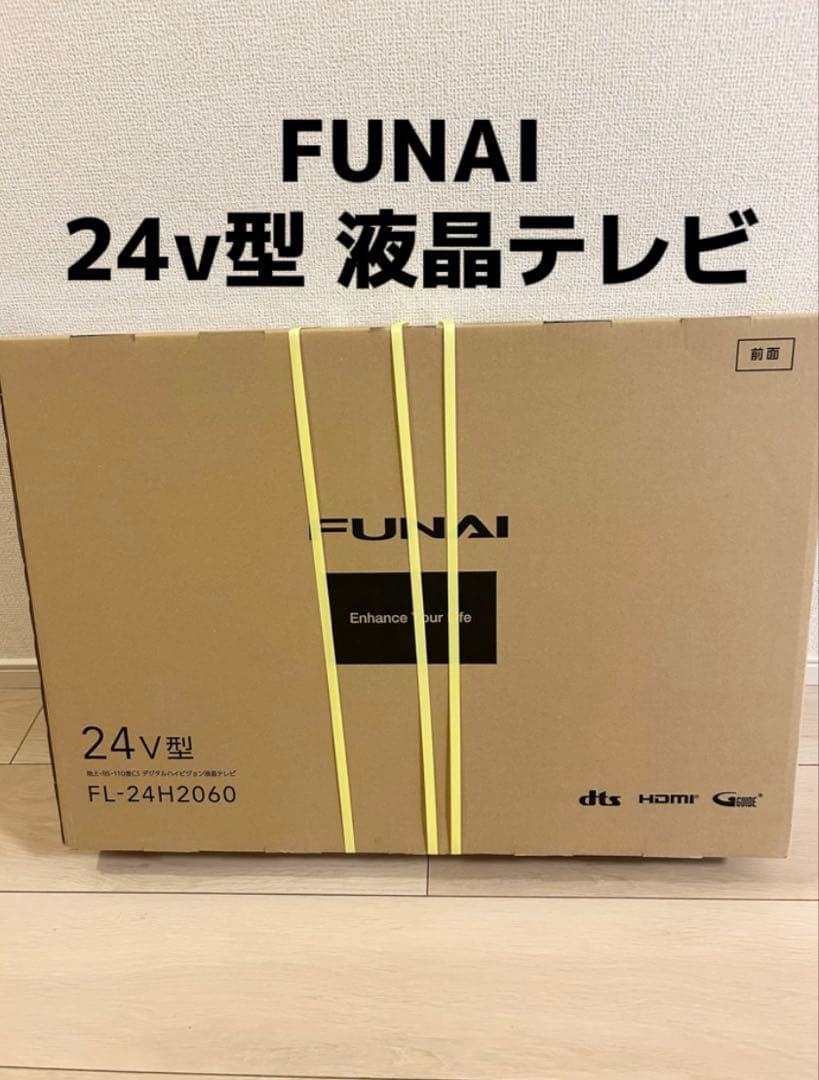 FUNAI
24v型 液晶テレビ
前面
FUNAI
Enhance Your Life
24V型
地上・BS・110度CS デジタルハイビジョン液晶テレビ
FL-24H2060
dts HDMI® G GUIDE®